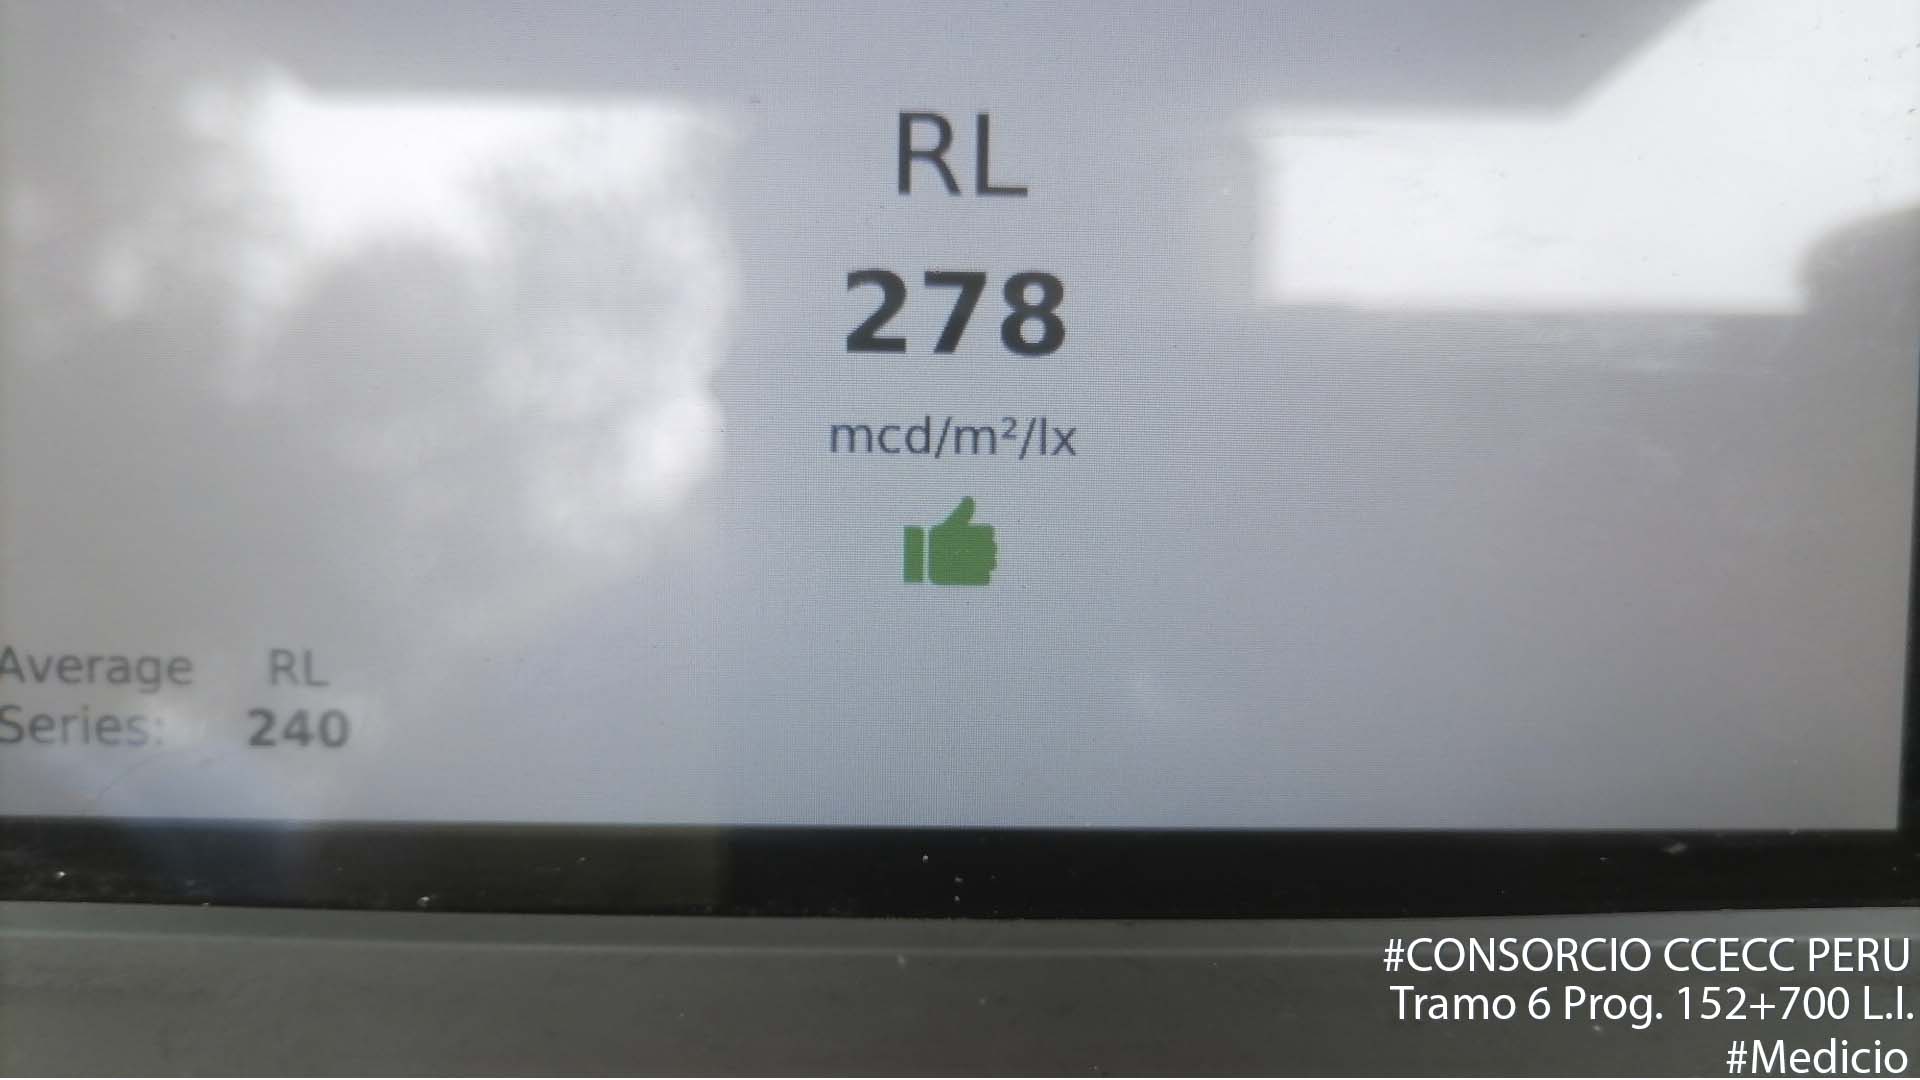 RL
278
mcd/m²/lx
Average RL
Series: 240
#CONSORCIO CCECC PERU
Tramo 6 Prog. 152+700 L.I.
#Medicio